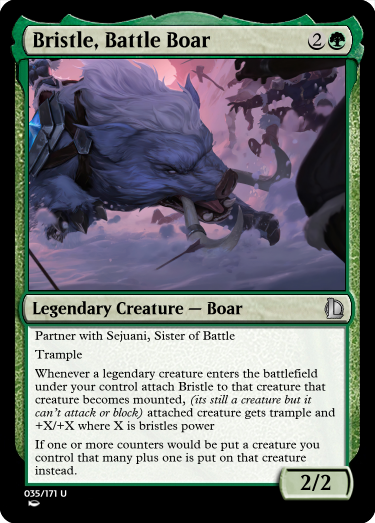 Bristle, Battle Boar 2
Legendary Creature — Boar
Partner with Sejuani, Sister of Battle
Trample
Whenever a legendary creature enters the battlefield
under your control attach Bristle to that creature that
creature becomes mounted, (its still a creature but it
can't attack or block) attached creature gets trample and
+X/+X where X is bristles power
If one or more counters would be put a creature you
control that many plus one is put on that creature
instead.
2/2
035/171 U